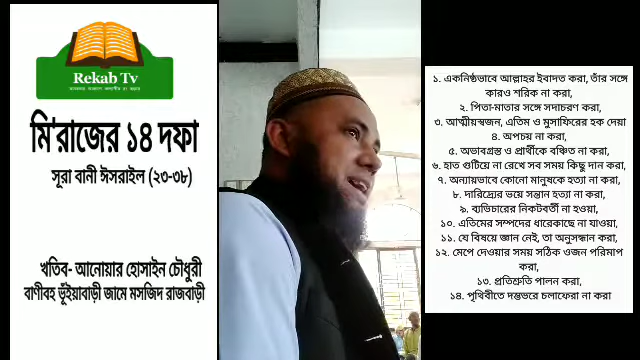 Rekab Tv
মি'রাজের ১৪ দফা
সূরা বানী ঈসরাইল (২৩-৩৮)
খতিব- আনোয়ার হোসাইন চৌধুরী
বাণীবহ ভূঁইয়াবাড়ী জামে মসজিদ রাজবাড়ী
১. একনিষ্ঠভাবে আল্লাহর ইবাদত করা, তাঁর সঙ্গে
কারও শরিক না করা,
২. পিতা-মাতার সঙ্গে সদাচরণ করা,
৩. আত্মীয়স্বজন, এতিম ও মুসাফিরের হক দেয়া
৪. অপচয় না করা,
৫. অভাবগ্রস্ত ও প্রার্থীকে বঞ্চিত না করা,
৬. হাত গুটিয়ে না রেখে সব সময় কিছু দান করা,
৭. অন্যায়ভাবে কোনো মানুষকে হত্যা না করা,
৮. দারিদ্র্যের ভয়ে সন্তান হত্যা না করা,
৯. ব্যভিচারের নিকটবর্তী না হওয়া,
১০. এতিমের সম্পদের ধারেকাছে না যাওয়া,
১১. যে বিষয়ে জ্ঞান নেই, তা অনুসন্ধান করা,
১২. মেপে দেওয়ার সময় সঠিক ওজন পরিমাপ
করা,
১৩. প্রতিশ্রুতি পালন করা,
১৪. পৃথিবীতে দম্ভভরে চলাফেরা না করা